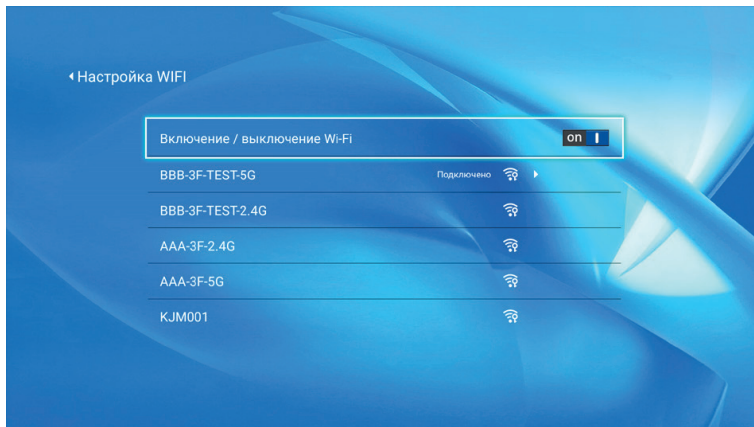 Настройка WIFI
Включение / выключение Wi-Fi on
BBB-3F-TEST-5G Подключено
BBB-3F-TEST-2.4G
AAA-3F-2.4G
AAA-3F-5G
KJM001